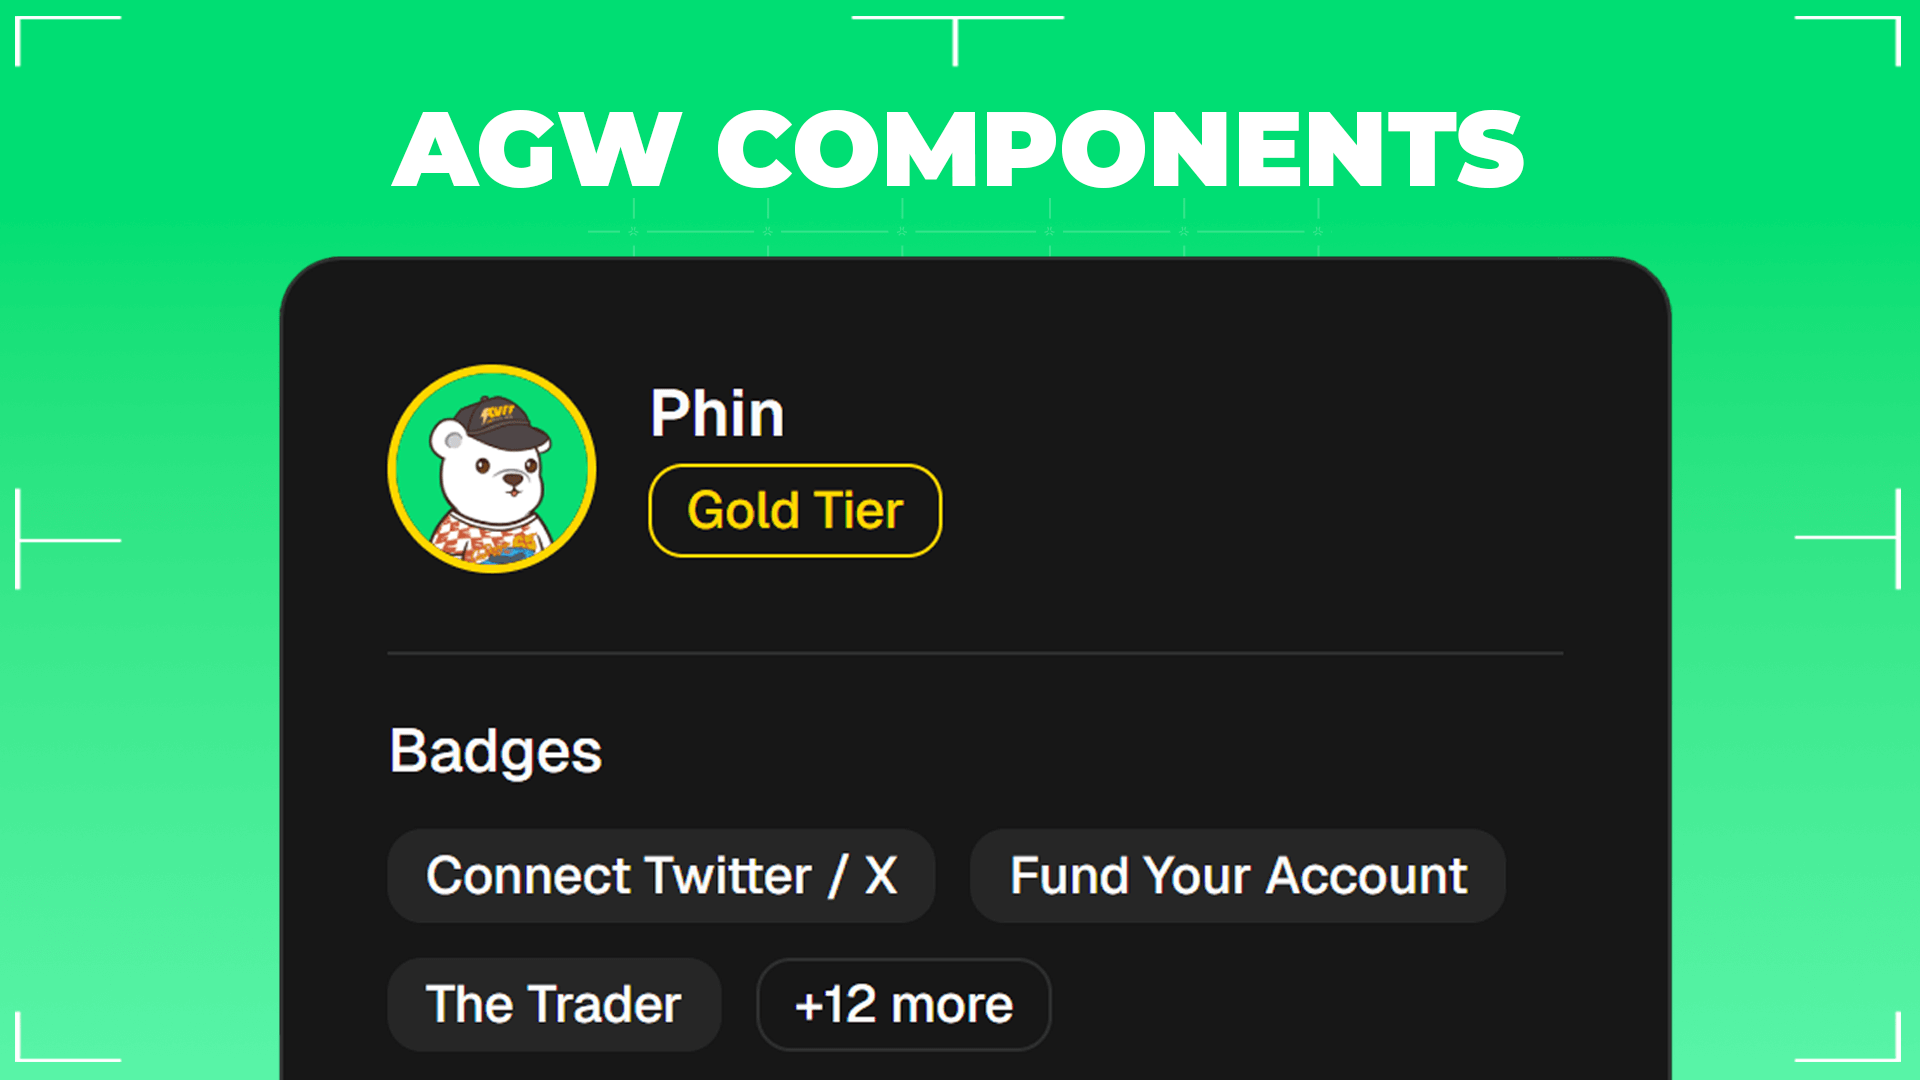 AGW COMPONENTS
Phin
Gold Tier
Badges
Connect Twitter / X
Fund Your Account
The Trader
+12 more